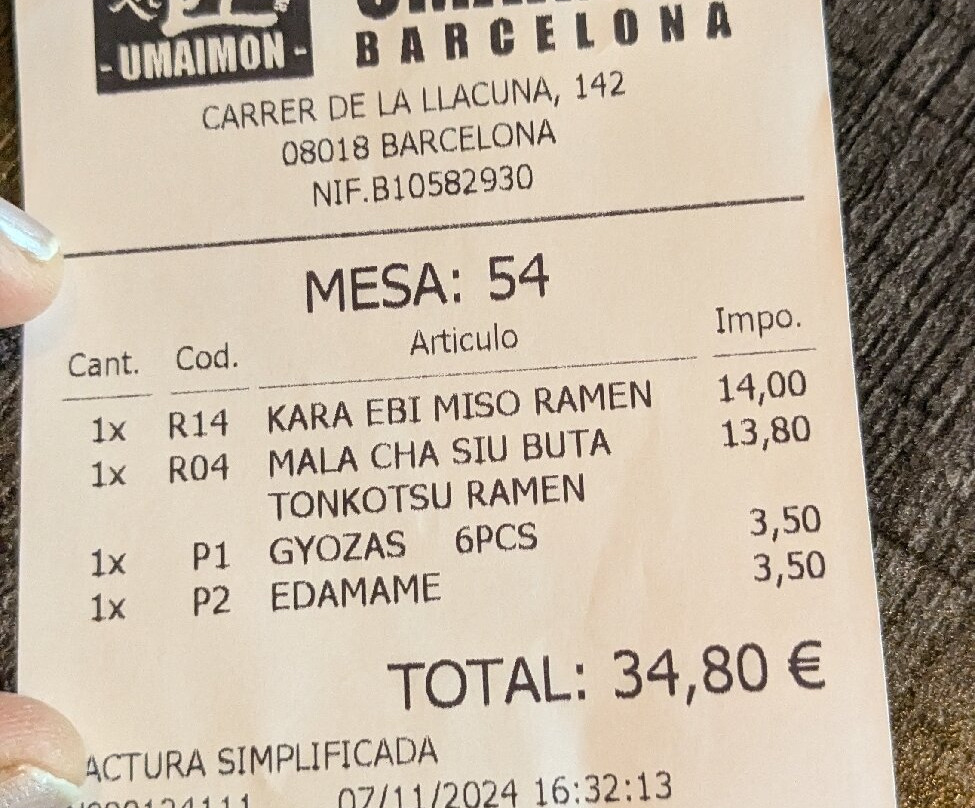 - UMAIMON -
BARCELONA
CARRER DE LA LLACUNA, 142
08018 BARCELONA
NIF.B10582930
MESA: 54
Cant. Cod. Articulo Impo.
1x R14 KARA EBI MISO RAMEN 14,00
1x R04 MALA CHA SIU BUTA 13,80
TONKOTSU RAMEN
1x P1 GYOZAS 6PCS 3,50
1x P2 EDAMAME 3,50
TOTAL: 34,80 €
ACTURA SIMPLIFICADA
07/11/2024 16:32:13